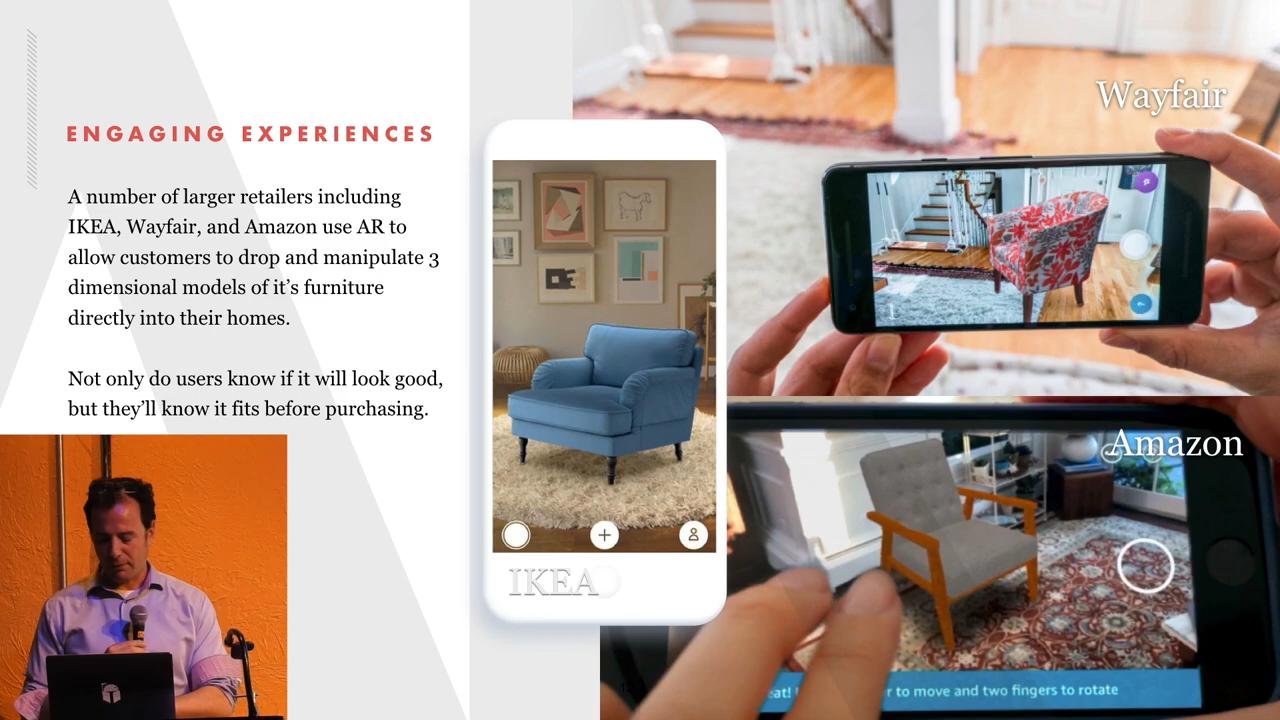 ENGAGING EXPERIENCES
A number of larger retailers including
IKEA, Wayfair, and Amazon use AR to
allow customers to drop and manipulate 3
dimensional models of it's furniture
directly into their homes.
Not only do users know if it will look good,
but they'll know it fits before purchasing.
IKEA
Wayfair
Amazon
to move and two fingers to rotate